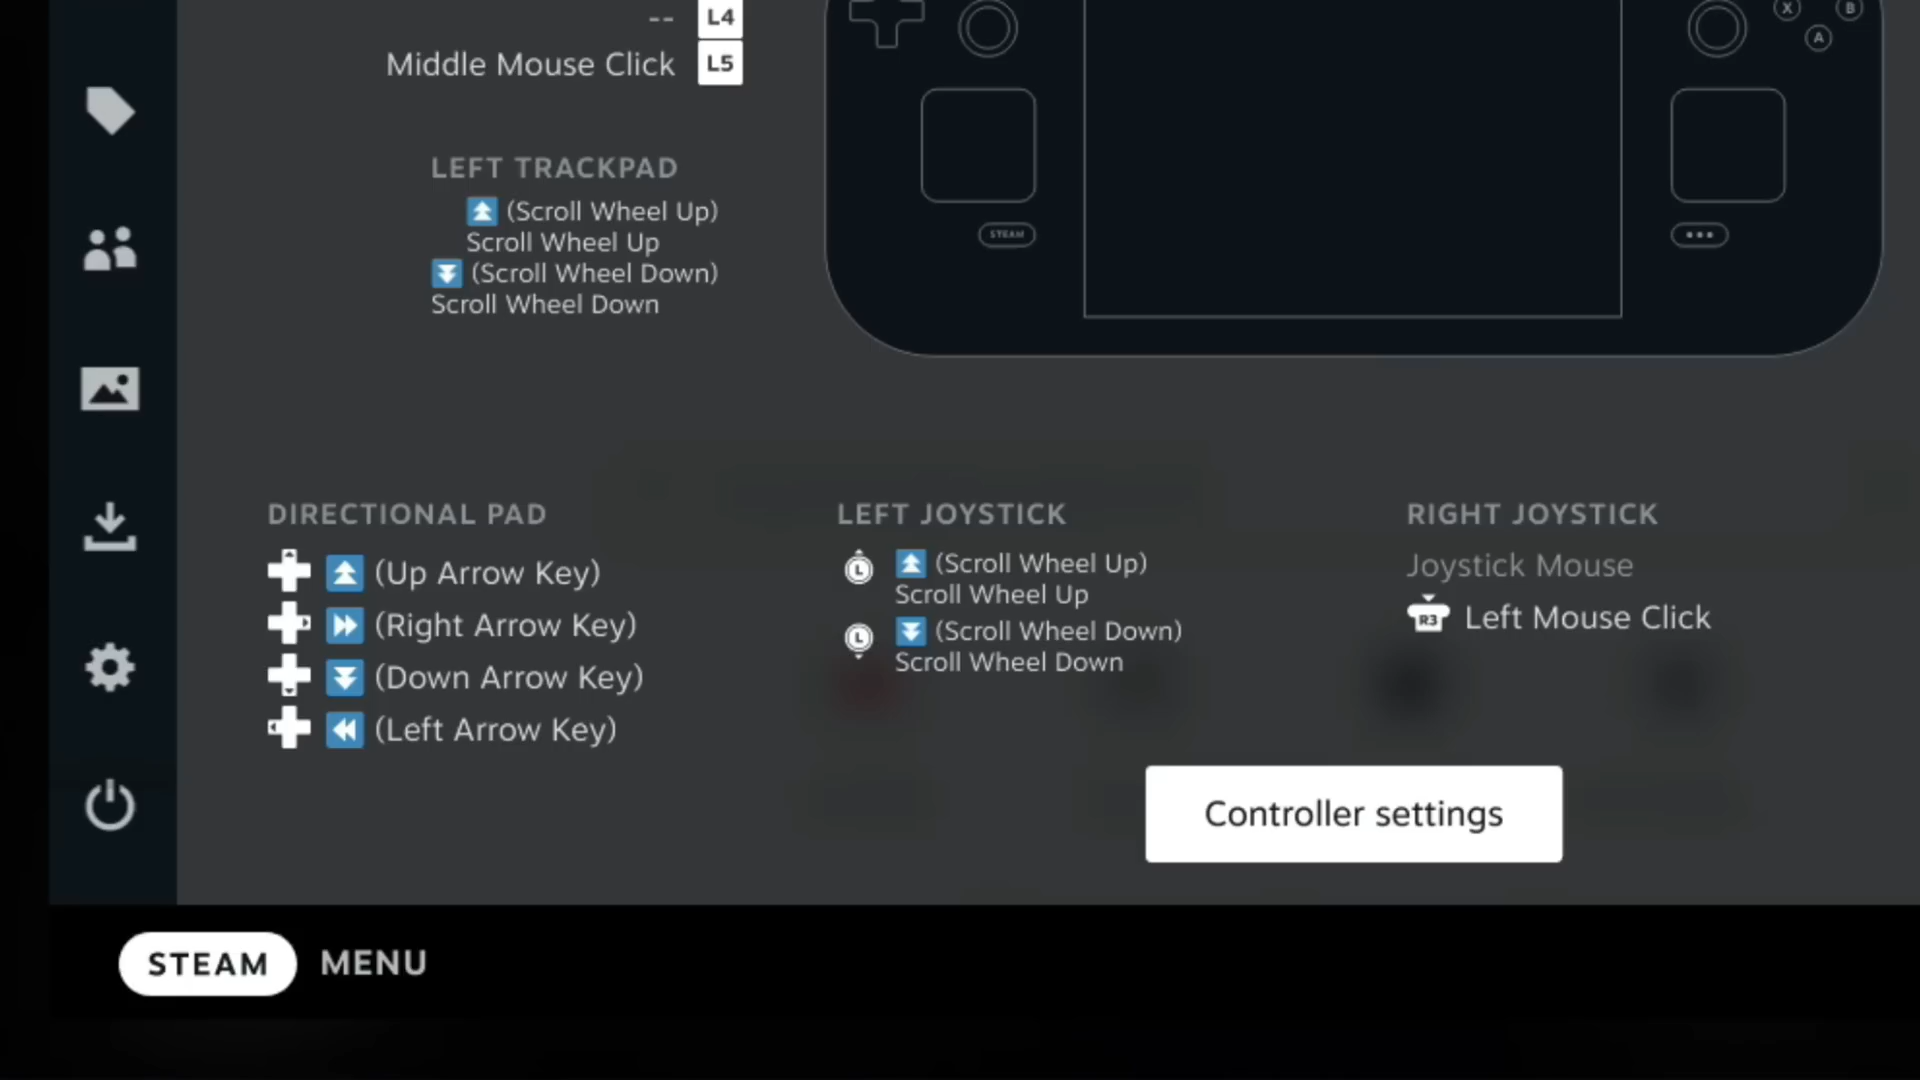 -- L4
Middle Mouse Click L5
X B
A
LEFT TRACKPAD
(Scroll Wheel Up)
Scroll Wheel Up
(Scroll Wheel Down)
Scroll Wheel Down
STEAM
DIRECTIONAL PAD
(Up Arrow Key)
(Right Arrow Key)
(Down Arrow Key)
(Left Arrow Key)
LEFT JOYSTICK
L (Scroll Wheel Up)
Scroll Wheel Up
L (Scroll Wheel Down)
Scroll Wheel Down
RIGHT JOYSTICK
Joystick Mouse
R3 Left Mouse Click
Controller settings
STEAM MENU